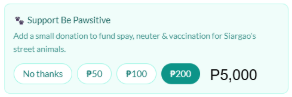 🐾 Support Be Pawsitive
Add a small donation to fund spay, neuter & vaccination for Siargao's
street animals.
No thanks ₱50 ₱100 ₱200 P5,000